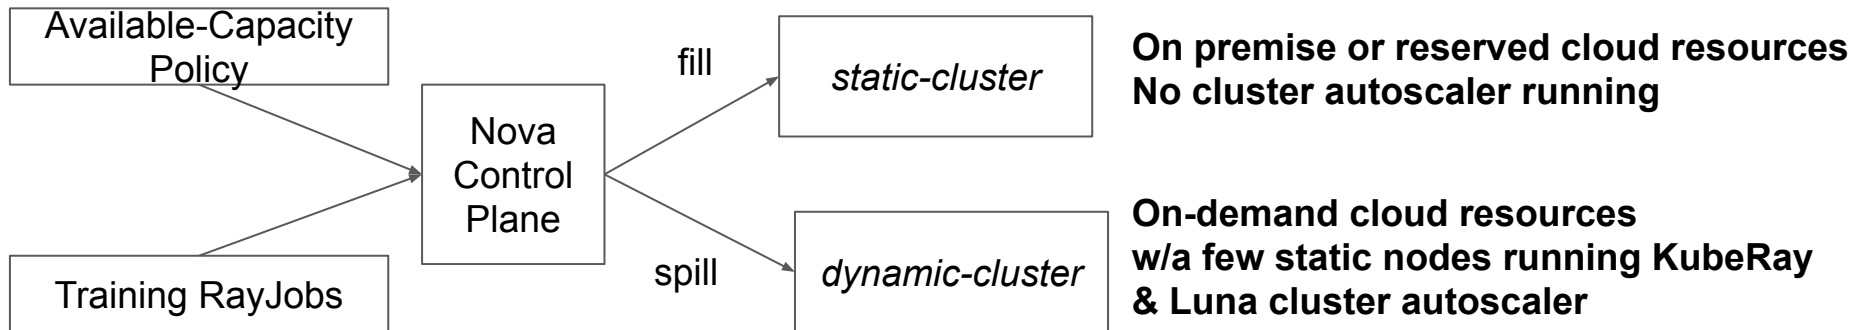 Available-Capacity
Policy
Training RayJobs
Nova
Control
Plane
fill
spill
static-cluster
dynamic-cluster
On premise or reserved cloud resources
No cluster autoscaler running
On-demand cloud resources
w/a few static nodes running KubeRay
& Luna cluster autoscaler